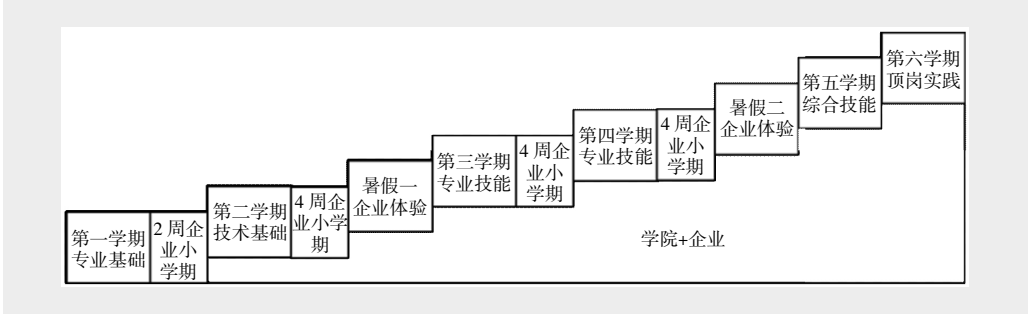 第一学期
专业基础
2 周企
业小
学期
第二学期
技术基础
4 周企
业小学
期
暑假一
企业体验
第三学期
专业技能
4 周企
业小
学期
第四学期
专业技能
4 周企
业小
学期
暑假二
企业体验
第五学期
综合技能
第六学期
顶岗实践
学院+企业